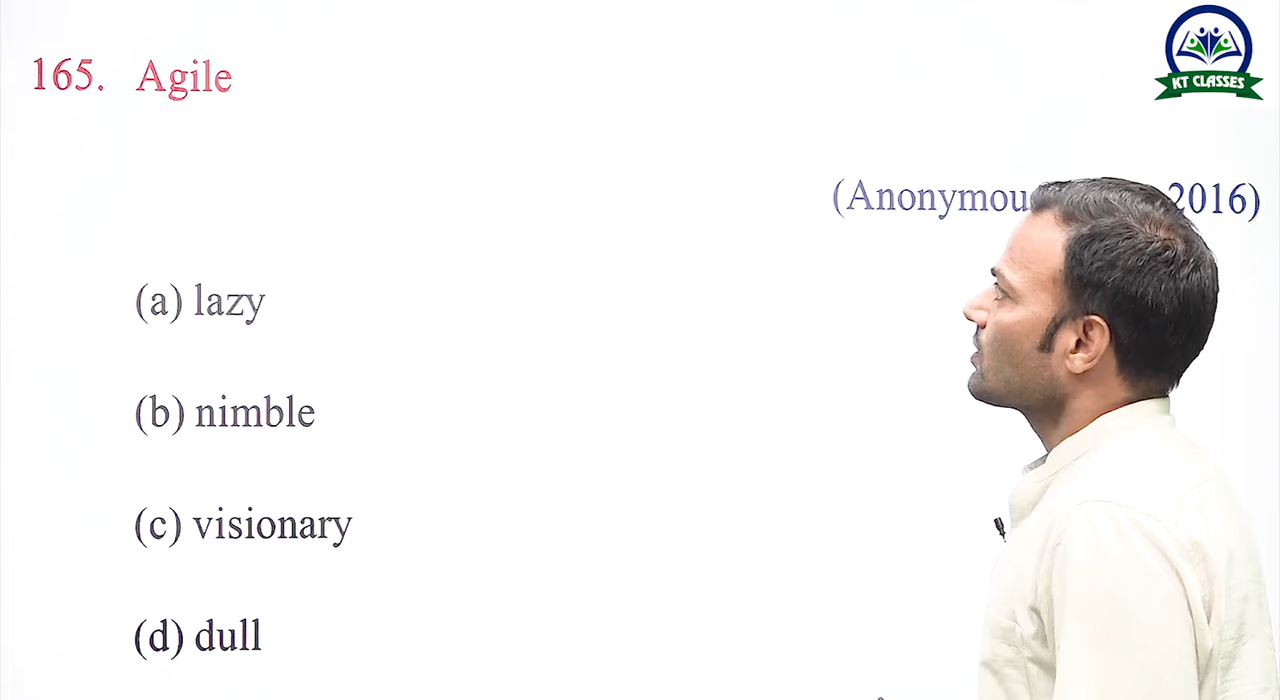 KT CLASSES
165. Agile
(Anonymou 2016)
(a) lazy
(b) nimble
(c) visionary
(d) dull